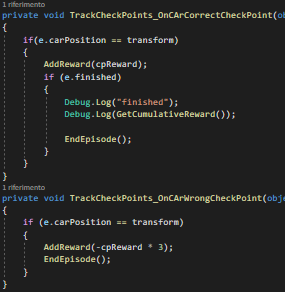 1 riferimento
private void TrackCheckPoints_OnCArCorrectCheckPoint(ob
{
if(e.carPosition == transform)
{
AddReward(cpReward);
if (e.finished)
{
Debug.Log("finished");
Debug.Log(GetCumulativeReward());
EndEpisode();
}
}
}
1 riferimento
private void TrackCheckPoints_OnCArWrongCheckPoint(obje
{
if (e.carPosition == transform)
{
AddReward(-cpReward * 3);
EndEpisode();
}
}